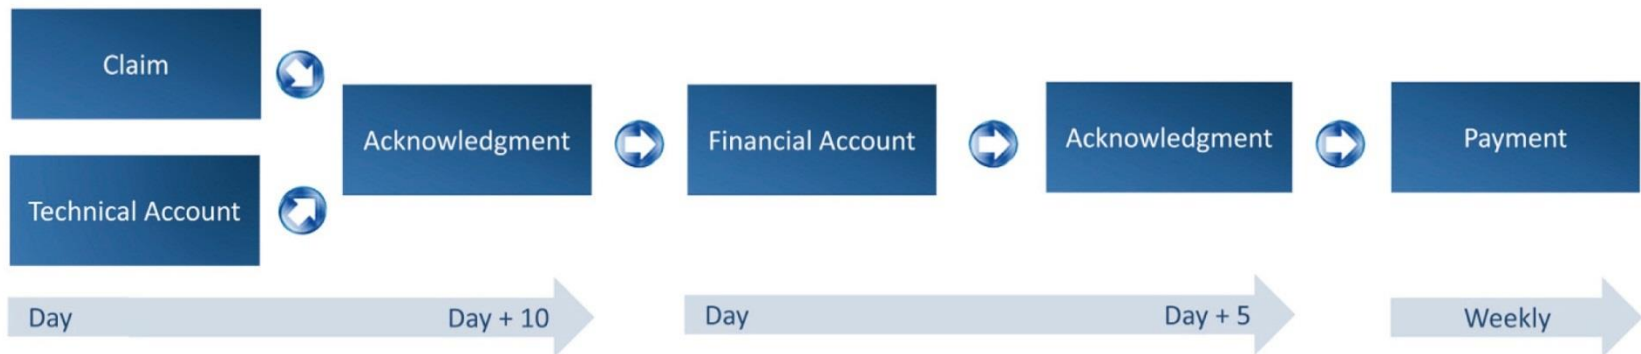 Claim
Technical Account
Acknowledgment
Financial Account
Acknowledgment
Payment
Day
Day + 10
Day
Day + 5
Weekly